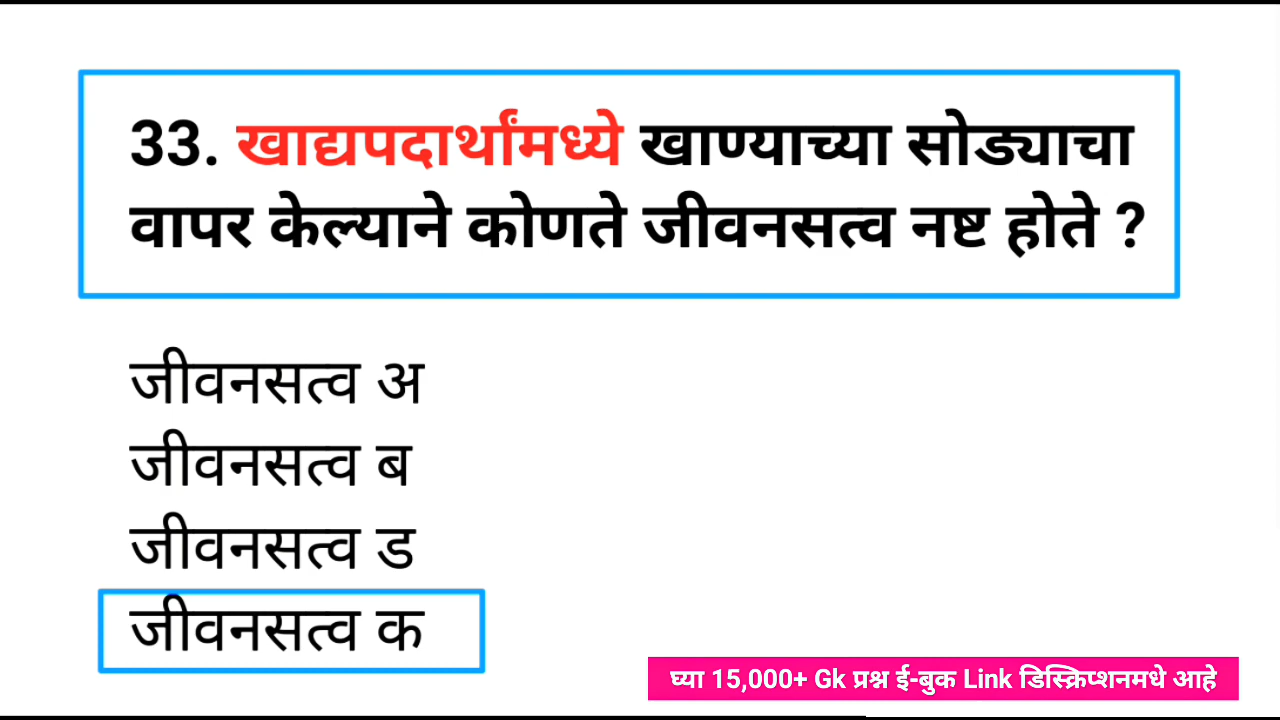 33. खाद्यपदार्थांमध्ये खाण्याच्या सोड्याचा
वापर केल्याने कोणते जीवनसत्व नष्ट होते ?
जीवनसत्व अ
जीवनसत्व ब
जीवनसत्व ड
जीवनसत्व क
घ्या 15,000+ Gk प्रश्न ई-बुक Link डिस्क्रिप्शनमधे आहे